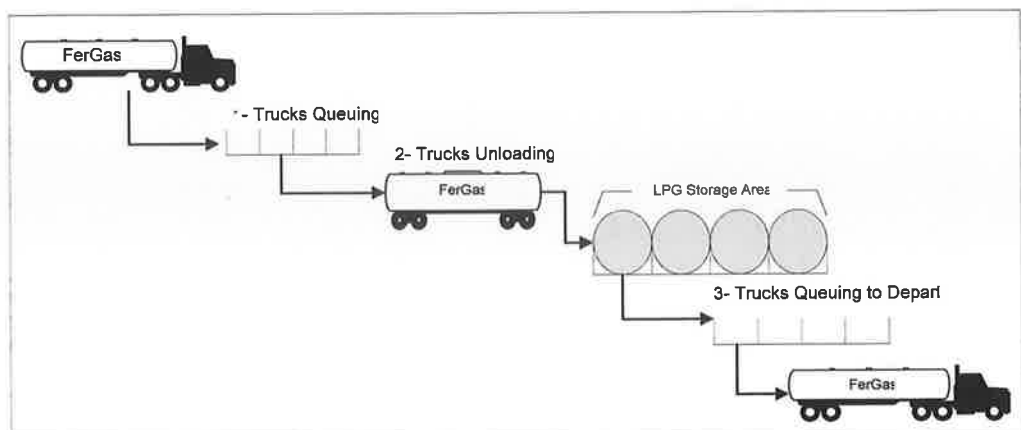 FerGas
- Trucks Queuing
2- Trucks Unloading
FerGas
LPG Storage Area
3- Trucks Queuing to Depart
FerGas